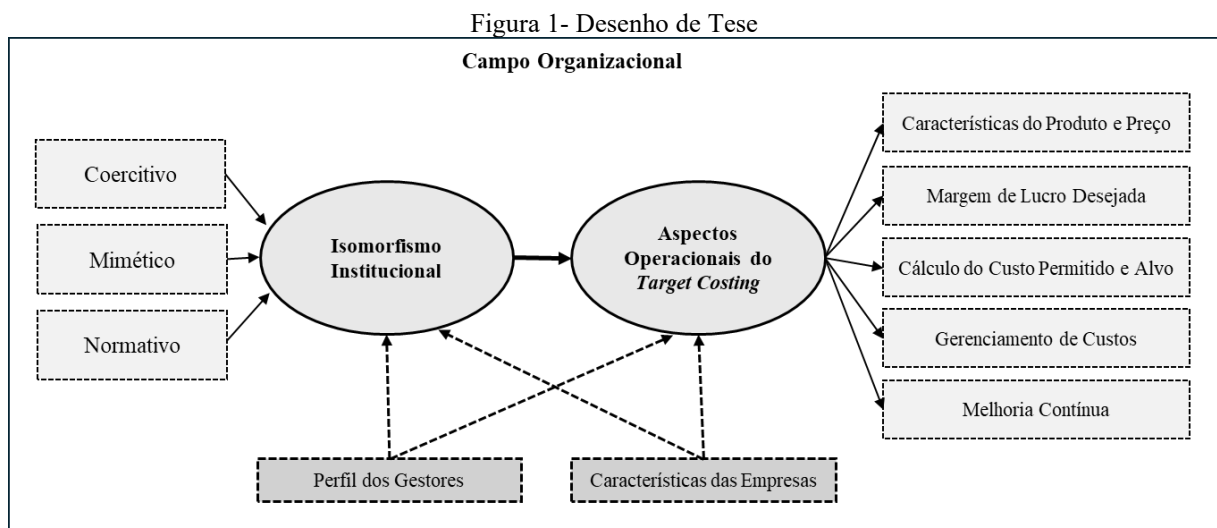 Figura 1- Desenho de Tese
Campo Organizacional
Coercitivo
Mimético
Normativo
Isomorfismo
Institucional
Aspectos
Operacionais do
Target Costing
Características do Produto e Preço
Margem de Lucro Desejada
Cálculo do Custo Permitido e Alvo
Gerenciamento de Custos
Melhoria Contínua
Perfil dos Gestores
Características das Empresas